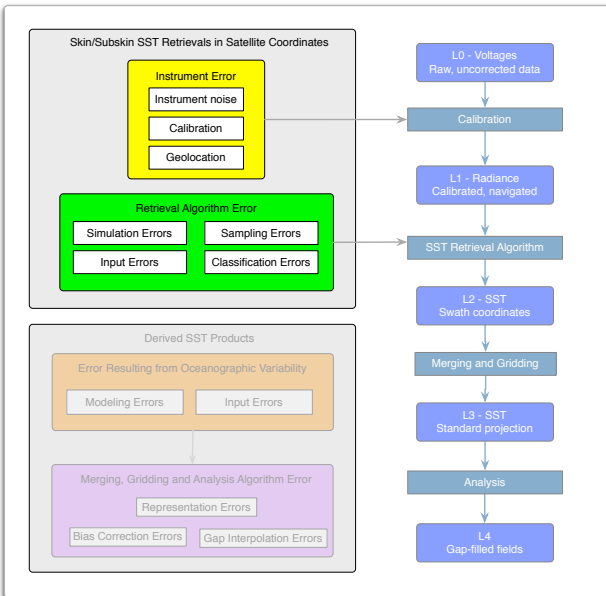 Skin/Subskin SST Retrievals in Satellite Coordinates
Instrument Error
Instrument noise
Calibration
Geolocation
Retrieval Algorithm Error
Simulation Errors
Sampling Errors
Input Errors
Classification Errors
Derived SST Products
Error Resulting from Oceanographic Variability
Modeling Errors
Input Errors
Merging, Gridding and Analysis Algorithm Error
Representation Errors
Bias Correction Errors
Gap Interpolation Errors
L0 - Voltages
Raw, uncorrected data
Calibration
L1 - Radiance
Calibrated, navigated
SST Retrieval Algorithm
L2 - SST
Swath coordinates
Merging and Gridding
L3 - SST
Standard projection
Analysis
L4
Gap-filled fields